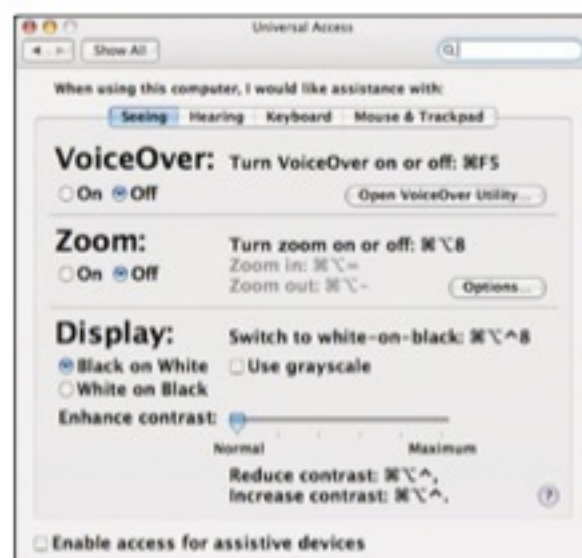 Universal Access
Show All
When using this computer, I would like assistance with:
Seeing Hearing Keyboard Mouse & Trackpad
VoiceOver: Turn VoiceOver on or off: ⌘F5
On Off Open VoiceOver Utility...
Zoom: Turn zoom on or off: ⌘⌥8
On Off Zoom in: ⌘⌥=
Zoom out: ⌘⌥- Options...
Display: Switch to white-on-black: ⌘⌥^8
Black on White Use grayscale
White on Black
Enhance contrast:
Normal Maximum
Reduce contrast: ⌘⌥^,
Increase contrast: ⌘⌥^.
?
Enable access for assistive devices